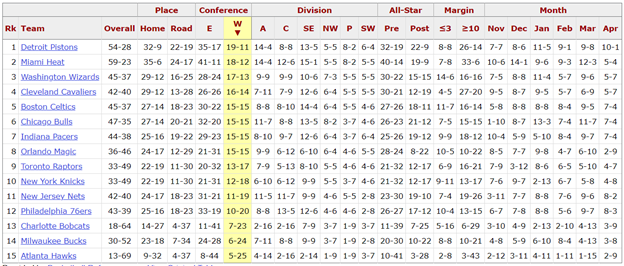 Place Conference Division All-Star Margin Month
Rk Team Overall Home Road E W ▼ A C SE NW P SW Pre Post ≤3 ≥10 Nov Dec Jan Feb Mar Apr
1 Detroit Pistons 54-28 32-9 22-19 35-17 19-11 14-4 8-8 13-5 5-5 8-2 6-4 32-19 22-9 8-8 26-14 7-7 8-6 11-5 9-1 9-8 10-1
2 Miami Heat 59-23 35-6 24-17 41-11 18-12 14-4 12-6 15-1 5-5 8-2 5-5 40-14 19-9 7-8 33-6 10-6 14-1 9-6 9-3 12-3 5-4
3 Washington Wizards 45-37 29-12 16-25 28-24 17-13 9-9 9-9 10-6 7-3 5-5 5-5 30-22 15-15 14-6 16-16 7-5 8-8 11-4 5-7 9-6 5-7
4 Cleveland Cavaliers 42-40 29-12 13-28 26-26 16-14 7-11 7-9 12-6 5-5 6-4 5-5 30-21 12-19 4-5 27-20 9-5 8-7 9-5 5-7 6-9 5-7
5 Boston Celtics 45-37 27-14 18-23 30-22 15-15 8-8 8-10 14-4 6-4 5-5 4-6 27-26 18-11 11-7 16-14 5-8 8-8 8-8 8-4 9-5 7-4
6 Chicago Bulls 47-35 27-14 20-21 32-20 15-15 11-7 8-8 13-5 8-2 3-7 4-6 26-23 21-12 7-5 15-15 1-10 8-7 13-3 7-4 11-7 7-4
7 Indiana Pacers 44-38 25-16 19-22 29-23 15-15 8-10 9-7 12-6 6-4 3-7 6-4 25-26 19-12 9-9 18-12 10-4 5-9 5-10 8-4 9-7 7-4
8 Orlando Magic 36-46 24-17 12-29 21-31 15-15 9-9 6-12 6-10 6-4 4-6 5-5 28-24 8-22 10-5 10-22 8-5 7-7 9-8 4-7 6-10 2-9
9 Toronto Raptors 33-49 22-19 11-30 20-32 13-17 7-9 5-13 8-10 5-5 4-6 4-6 21-32 12-17 6-9 16-21 7-9 3-12 8-6 5-5 5-10 4-7
10 New York Knicks 33-49 22-19 11-30 21-31 12-18 6-10 6-12 9-9 5-5 3-7 4-6 21-32 12-17 9-8 11-23 7-6 9-7 2-13 5-5 5-8 4-8
11 New Jersey Nets 42-40 24-17 18-23 31-21 11-19 11-5 11-7 9-9 4-6 5-5 2-8 23-30 19-10 7-4 19-26 3-11 7-7 8-8 7-6 9-6 8-2
12 Philadelphia 76ers 43-39 25-16 18-23 33-19 10-20 8-8 13-5 12-6 4-6 4-6 2-8 26-27 17-12 10-4 13-15 6-7 7-8 8-8 5-6 9-7 8-3
13 Charlotte Bobcats 18-64 14-27 4-37 11-41 7-23 2-16 2-16 7-9 3-7 1-9 3-7 11-39 7-25 5-16 6-29 3-10 4-9 2-13 2-10 4-13 3-9
14 Milwaukee Bucks 30-52 23-18 7-34 24-28 6-24 7-11 8-8 9-9 3-7 2-8 1-9 20-30 10-22 8-8 10-21 4-8 5-9 6-10 8-4 4-13 3-8
15 Atlanta Hawks 13-69 9-32 4-37 8-44 5-25 2-16 2-16 4-12 1-9 1-9 3-7 10-41 3-28 2-8 3-43 2-12 3-11 4-11 1-11 1-15 2-9